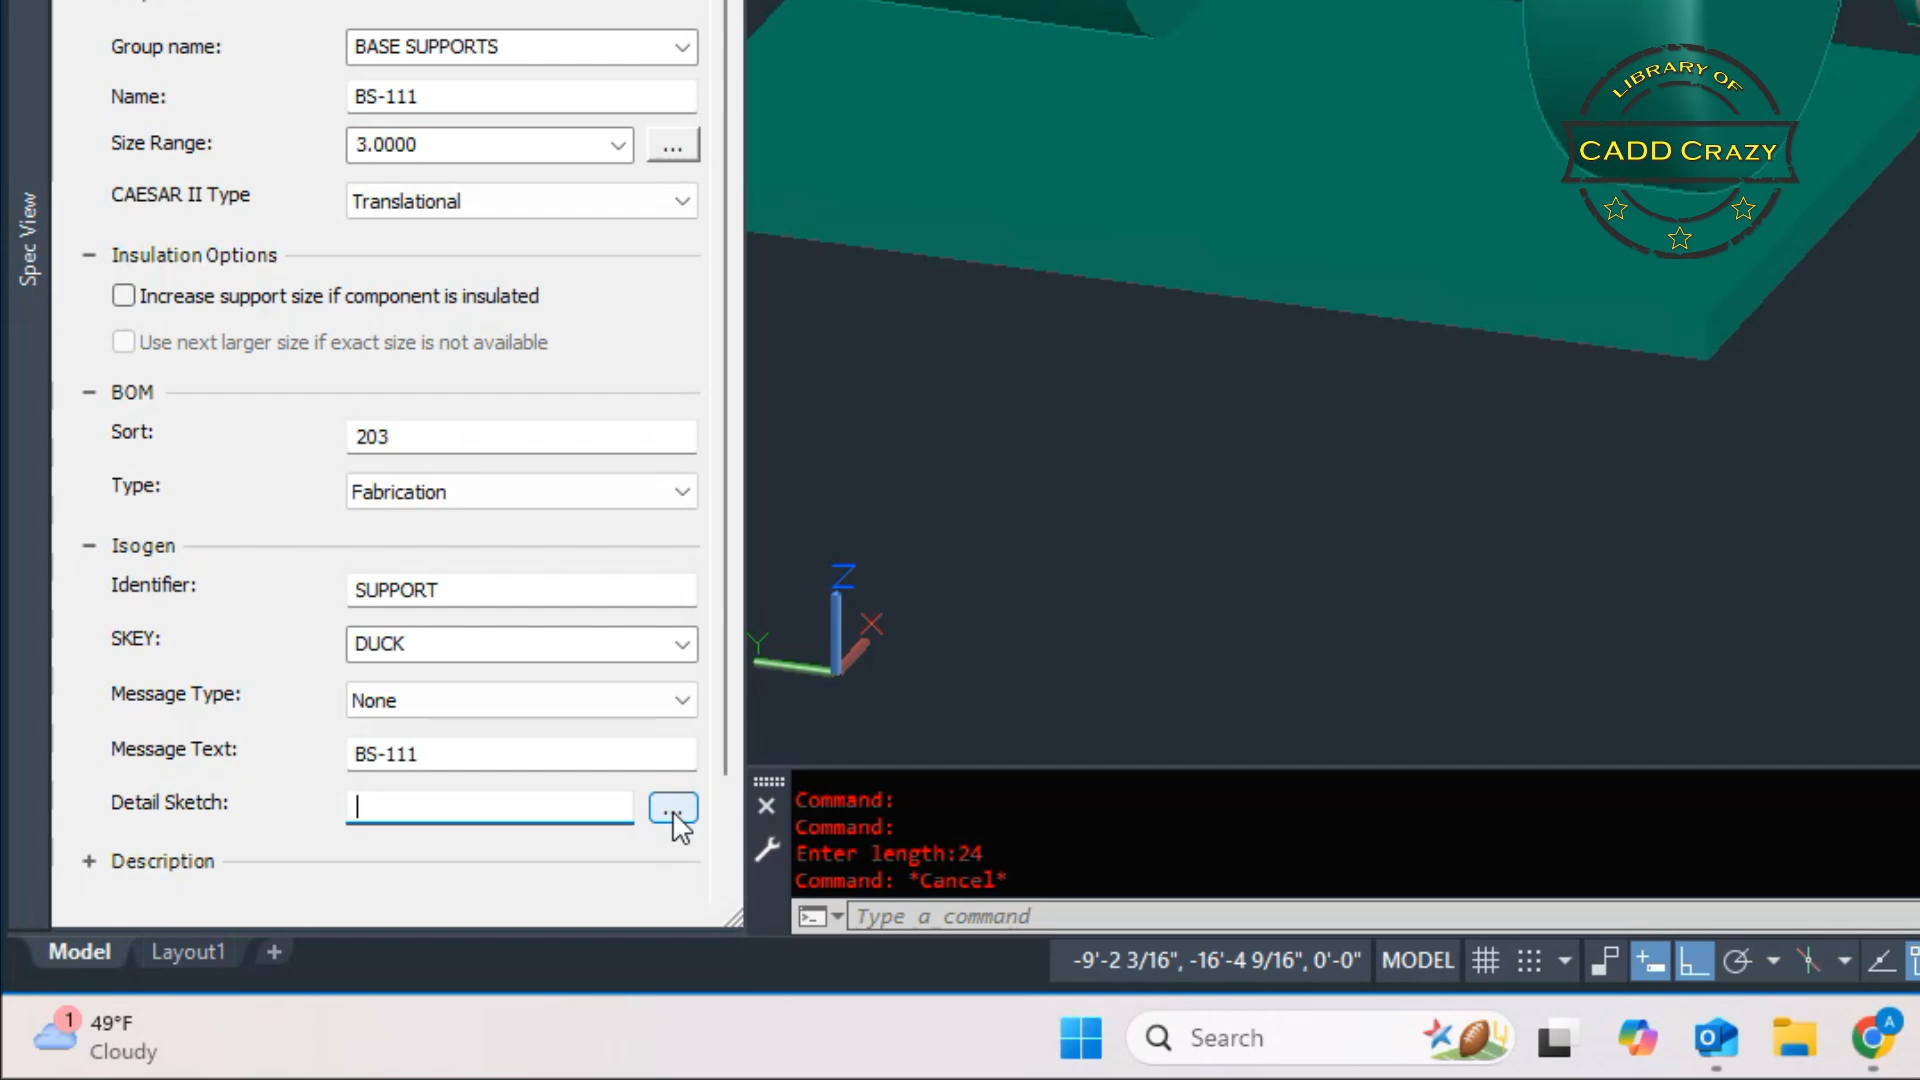 Spec View
Group name:
BASE SUPPORTS
Name:
BS-111
Size Range:
3.0000
...
CAESAR II Type
Translational
Insulation Options
Increase support size if component is insulated
Use next larger size if exact size is not available
BOM
Sort:
203
Type:
Fabrication
Isogen
Identifier:
SUPPORT
SKEY:
DUCK
Message Type:
None
Message Text:
BS-111
Detail Sketch:
...
Description
LIBRARY OF
CADD CRAZY
Z
X
Y
Command:
Command:
Enter length:24
Command: *Cancel*
Type a command
Model
Layout1
+
-9'-2 3/16", -16'-4 9/16", 0'-0"
MODEL
1
49°F
Cloudy
Search
A